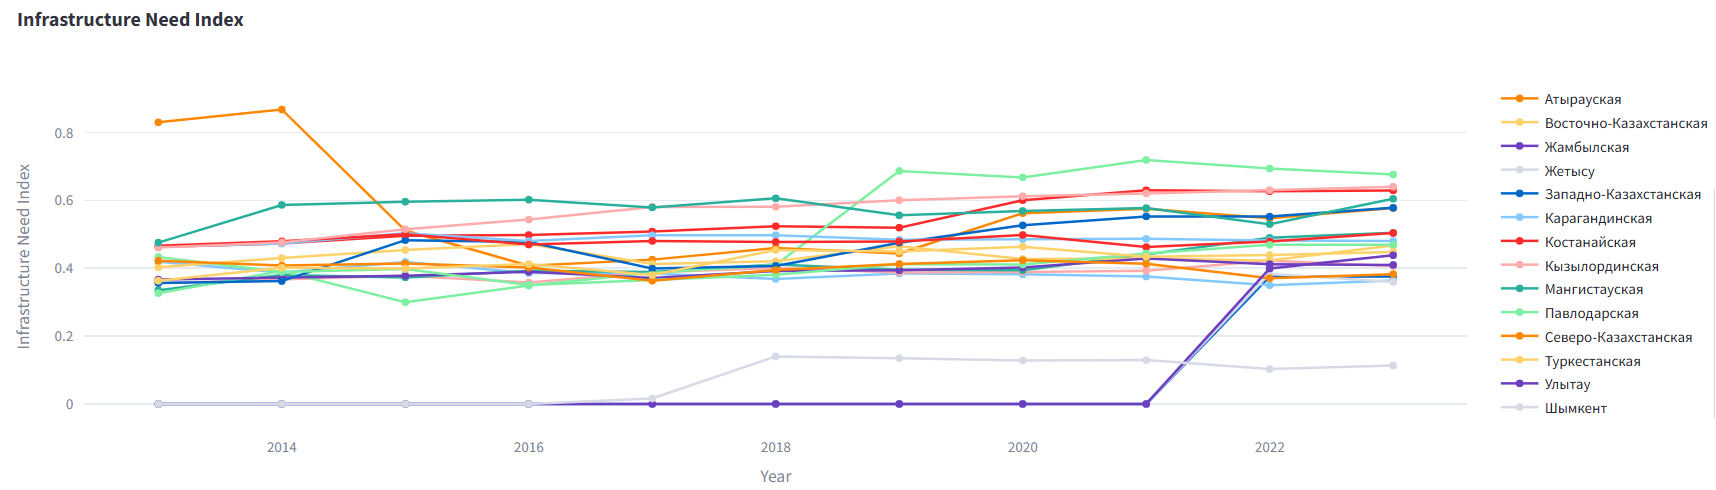 Infrastructure Need Index
Infrastructure Need Index
0.8
0.6
0.4
0.2
0
2014
2016
2018
2020
2022
Year
Атырауская
Восточно-Казахстанская
Жамбылская
Жетысу
Западно-Казахстанская
Карагандинская
Костанайская
Кызылординская
Мангистауская
Павлодарская
Северо-Казахстанская
Туркестанская
Улытау
Шымкент